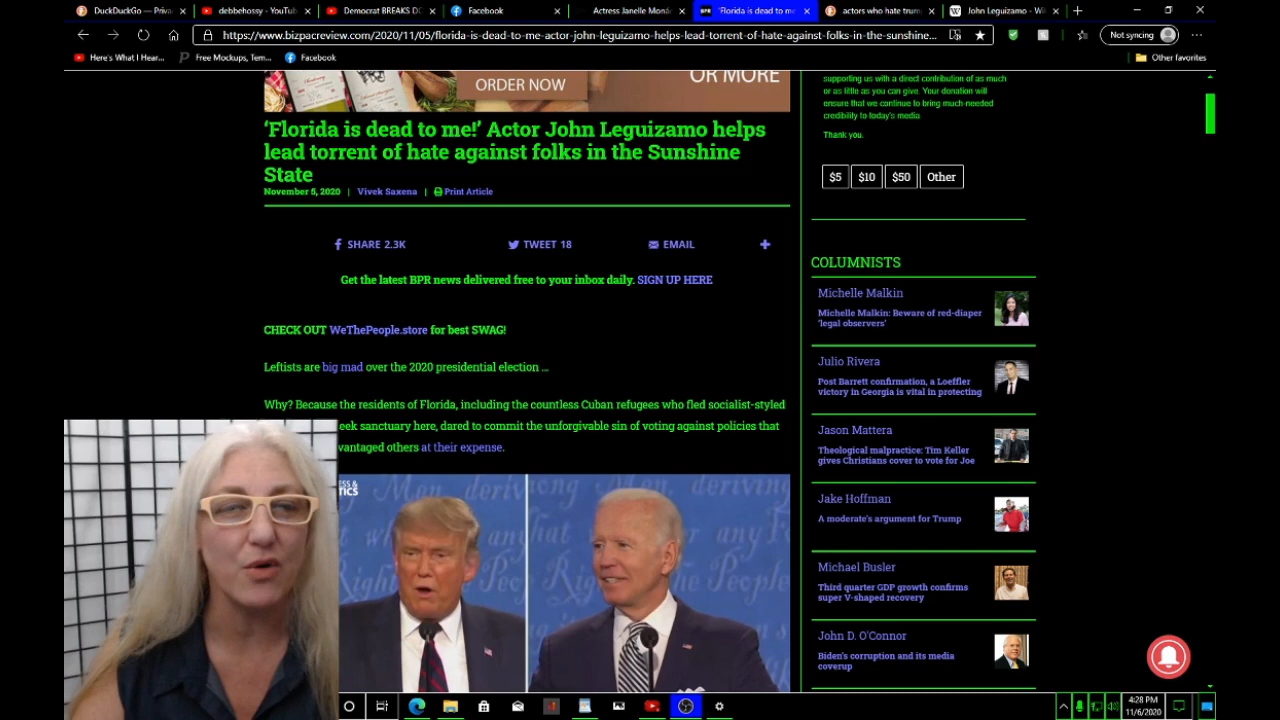 DuckDuckGo — Priva
debbehossy - YouTub
Democrat BREAKS DO
Facebook
Actress Janelle Moná
'Florida is dead to me
actors who hate trum
John Leguizamo - Wi
https://www.bizpacreview.com/2020/11/05/florida-is-dead-to-me-actor-john-leguizamo-helps-lead-torrent-of-hate-against-folks-in-the-sunshine...
Not syncing
Here's What I Hear...
Free Mockups, Tem...
Facebook
Other favorites
ORDER NOW
OR MORE
'Florida is dead to me!' Actor John Leguizamo helps
lead torrent of hate against folks in the Sunshine
State
November 5, 2020 | Vivek Saxena | Print Article
SHARE 2.3K
TWEET 18
EMAIL
Get the latest BPR news delivered free to your inbox daily. SIGN UP HERE
CHECK OUT WeThePeople.store for best SWAG!
Leftists are big mad over the 2020 presidential election ...
Why? Because the residents of Florida, including the countless Cuban refugees who fled socialist-styled
eek sanctuary here, dared to commit the unforgivable sin of voting against policies that
vantaged others at their expense.
supporting us with a direct contribution of as much
or as little as you can give. Your donation will
ensure that we continue to bring much-needed
credibility to today's media
Thank you.
$5 $10 $50 Other
COLUMNISTS
Michelle Malkin
Michelle Malkin: Beware of red-diaper
'legal observers'
Julio Rivera
Post Barrett confirmation, a Loeffler
victory in Georgia is vital in protecting
Jason Mattera
Theological malpractice: Tim Keller
gives Christians cover to vote for Joe
Jake Hoffman
A moderate's argument for Trump
Michael Busler
Third quarter GDP growth confirms
super V-shaped recovery
John D. O'Connor
Biden's corruption and its media
coverup
4:28 PM
11/6/2020